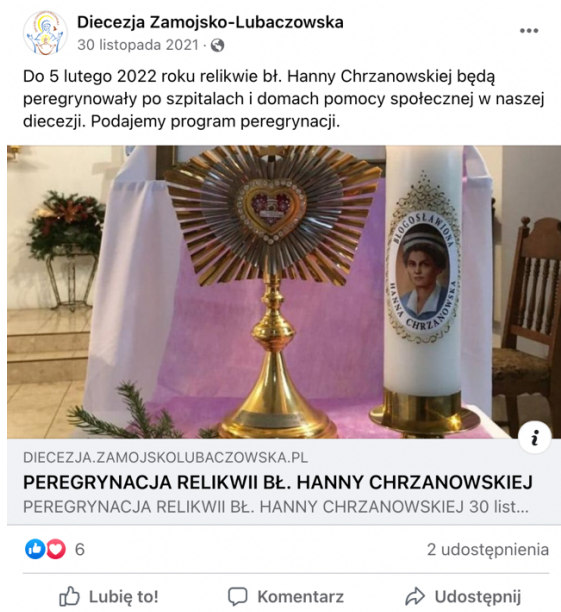 Diecezja Zamojsko-Lubaczowska
30 listopada 2021 ·
Do 5 lutego 2022 roku relikwie bł. Hanny Chrzanowskiej będą
peregrynowały po szpitalach i domach pomocy społecznej w naszej
diecezji. Podajemy program peregrynacji.
BŁOGOSŁAWIONA
HANNA CHRZANOWSKA
i
DIECEZJA.ZAMOJSKOLUBACZOWSKA.PL
PEREGRYNACJA RELIKWII BŁ. HANNY CHRZANOWSKIEJ
PEREGRYNACJA RELIKWII BŁ. HANNY CHRZANOWSKIEJ 30 list...
6 2 udostępnienia
Lubię to! Komentarz Udostępnij